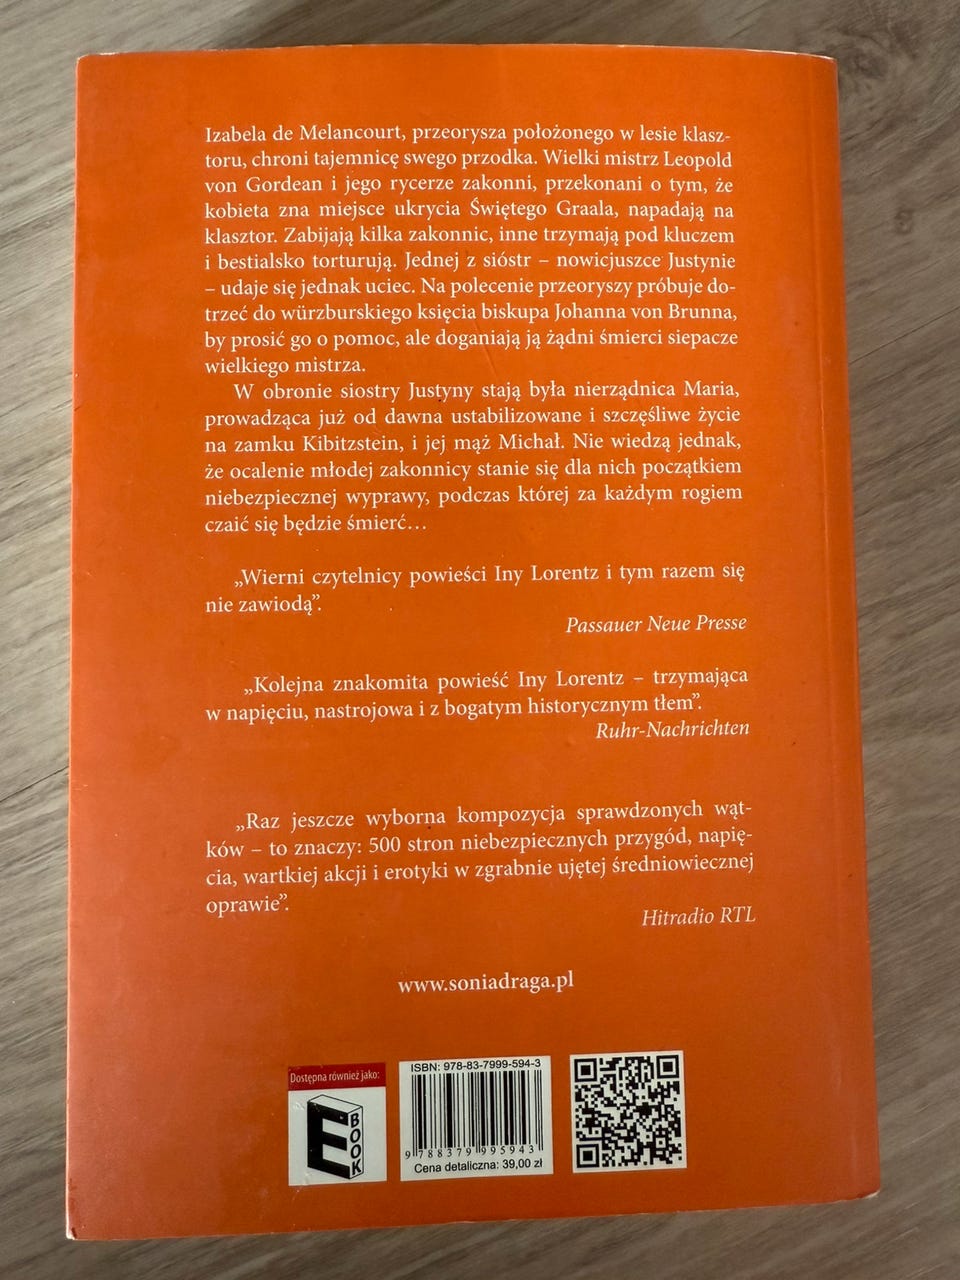 Izabela de Melancourt, przeorysza położonego w lesie klasz-
toru, chroni tajemnicę swego przodka. Wielki mistrz Leopold
von Gordean i jego rycerze zakonni, przekonani o tym, że
kobieta zna miejsce ukrycia Świętego Graala, napadają na
klasztor. Zabijają kilka zakonnic, inne trzymają pod kluczem
i bestialsko torturują. Jednej z sióstr – nowicjuszce Justynie
– udaje się jednak uciec. Na polecenie przeoryszy próbuje do-
trzeć do würzburskiego księcia biskupa Johanna von Brunna,
by prosić go o pomoc, ale doganiają ją żądni śmierci siepacze
wielkiego mistrza.
W obronie siostry Justyny stają była nierządnica Maria,
prowadząca już od dawna ustabilizowane i szczęśliwe życie
na zamku Kibitzstein, i jej mąż Michał. Nie wiedzą jednak,
że ocalenie młodej zakonnicy stanie się dla nich początkiem
niebezpiecznej wyprawy, podczas której za każdym rogiem
czaić się będzie śmierć…
„Wierni czytelnicy powieści Iny Lorentz i tym razem się
nie zawiodą”.
Passauer Neue Presse
„Kolejna znakomita powieść Iny Lorentz – trzymająca
w napięciu, nastrojowa i z bogatym historycznym tłem”.
Ruhr-Nachrichten
„Raz jeszcze wyborna kompozycja sprawdzonych wąt-
ków – to znaczy: 500 stron niebezpiecznych przygód, napię-
cia, wartkiej akcji i erotyki w zgrabnie ujętej średniowiecznej
oprawie”.
Hitradio RTL
www.soniadraga.pl
Dostępna również jako:
E BOOK
ISBN: 978-83-7999-594-3
9 788379 995943
Cena detaliczna: 39,00 zł